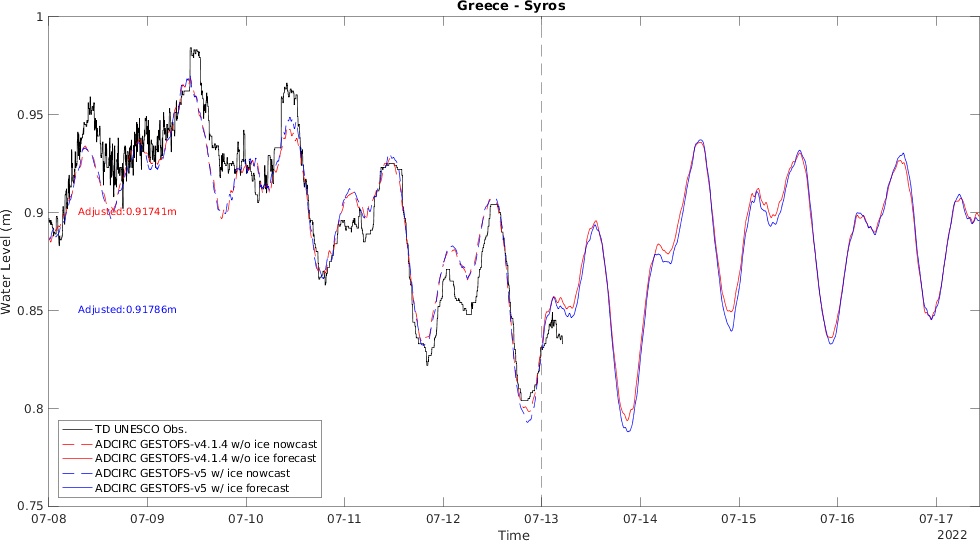 Greece - Syros
Water Level (m)
1
0.95
0.9
0.85
0.8
0.75
Adjusted:0.91741m
Adjusted:0.91786m
TD UNESCO Obs.
ADCIRC GESTOFS-v4.1.4 w/o ice nowcast
ADCIRC GESTOFS-v4.1.4 w/o ice forecast
ADCIRC GESTOFS-v5 w/ ice nowcast
ADCIRC GESTOFS-v5 w/ ice forecast
07-08 07-09 07-10 07-11 07-12 07-13 07-14 07-15 07-16 07-17
Time
2022